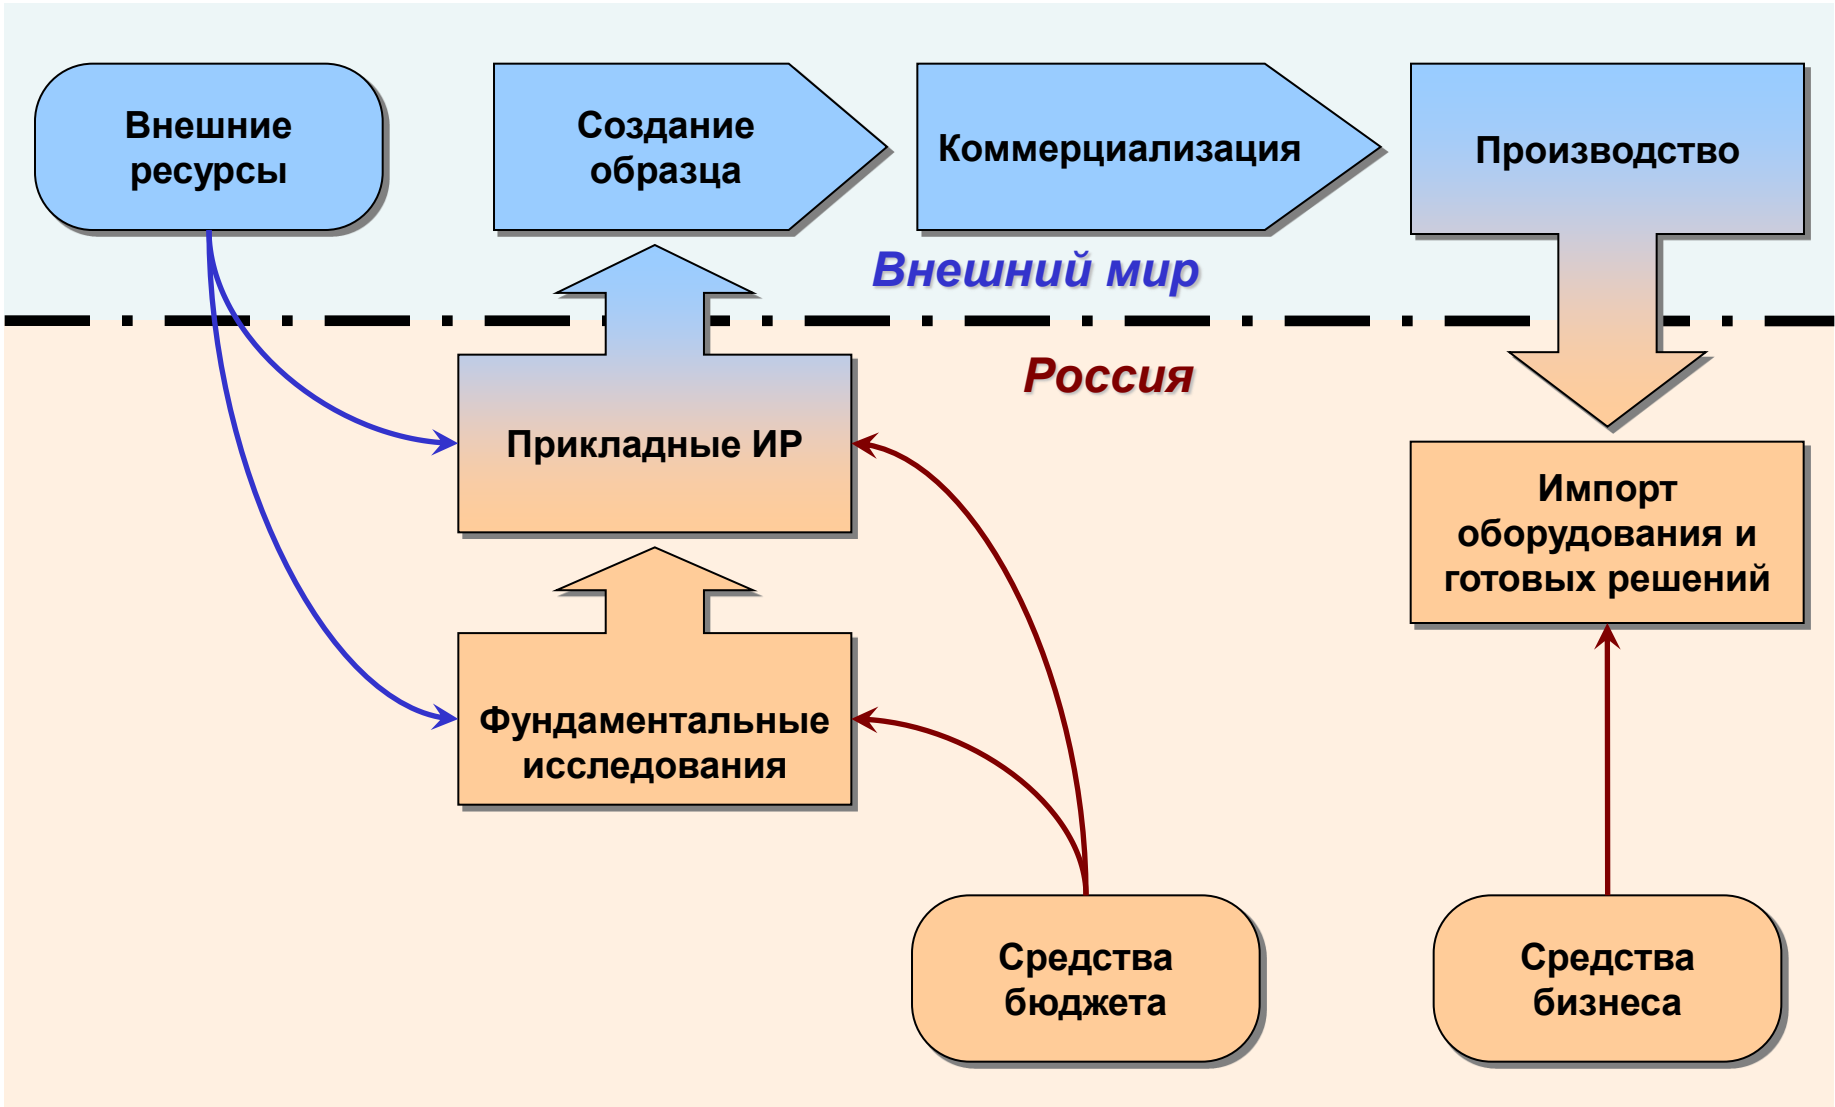 Внешние
ресурсы
Создание
образца
Коммерциализация
Производство
Внешний мир
Россия
Прикладные ИР
Импорт
оборудования и
готовых решений
Фундаментальные
исследования
Средства
бюджета
Средства
бизнеса